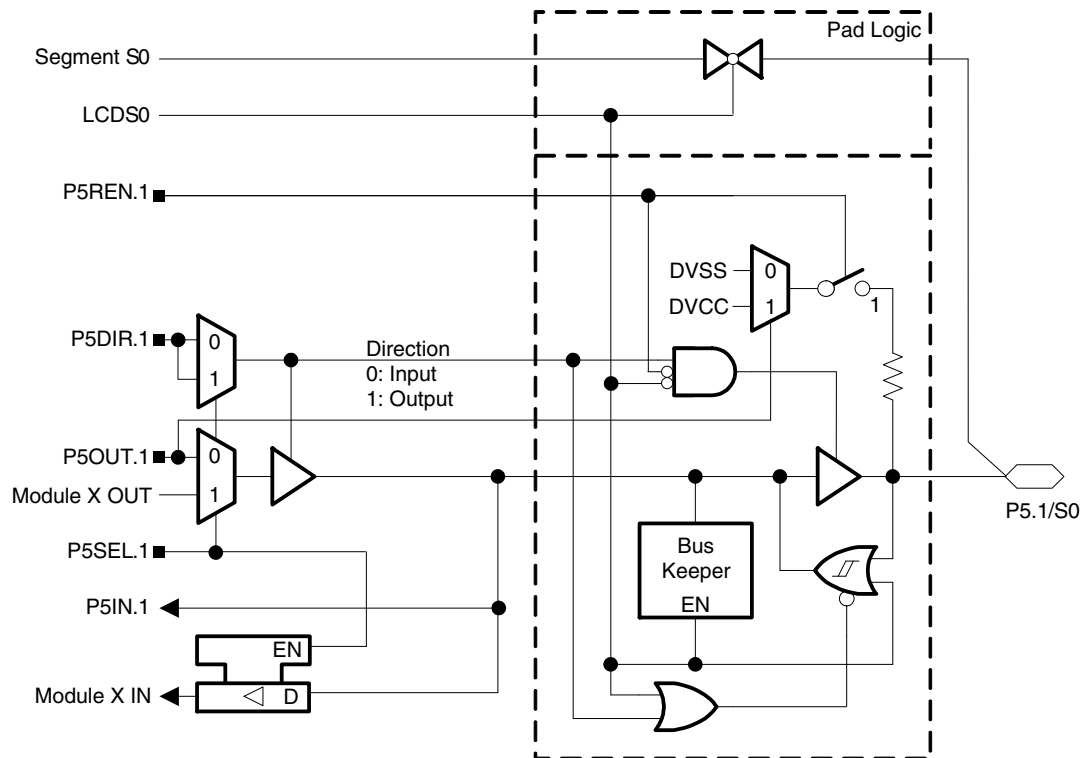 Pad Logic
Segment S0
LCDS0
P5REN.1
DVSS
0
DVCC
1
1
P5DIR.1
0
1
Direction
0: Input
1: Output
P5OUT.1
0
Module X OUT
1
P5.1/S0
P5SEL.1
Bus
Keeper
EN
P5IN.1
EN
Module X IN
D